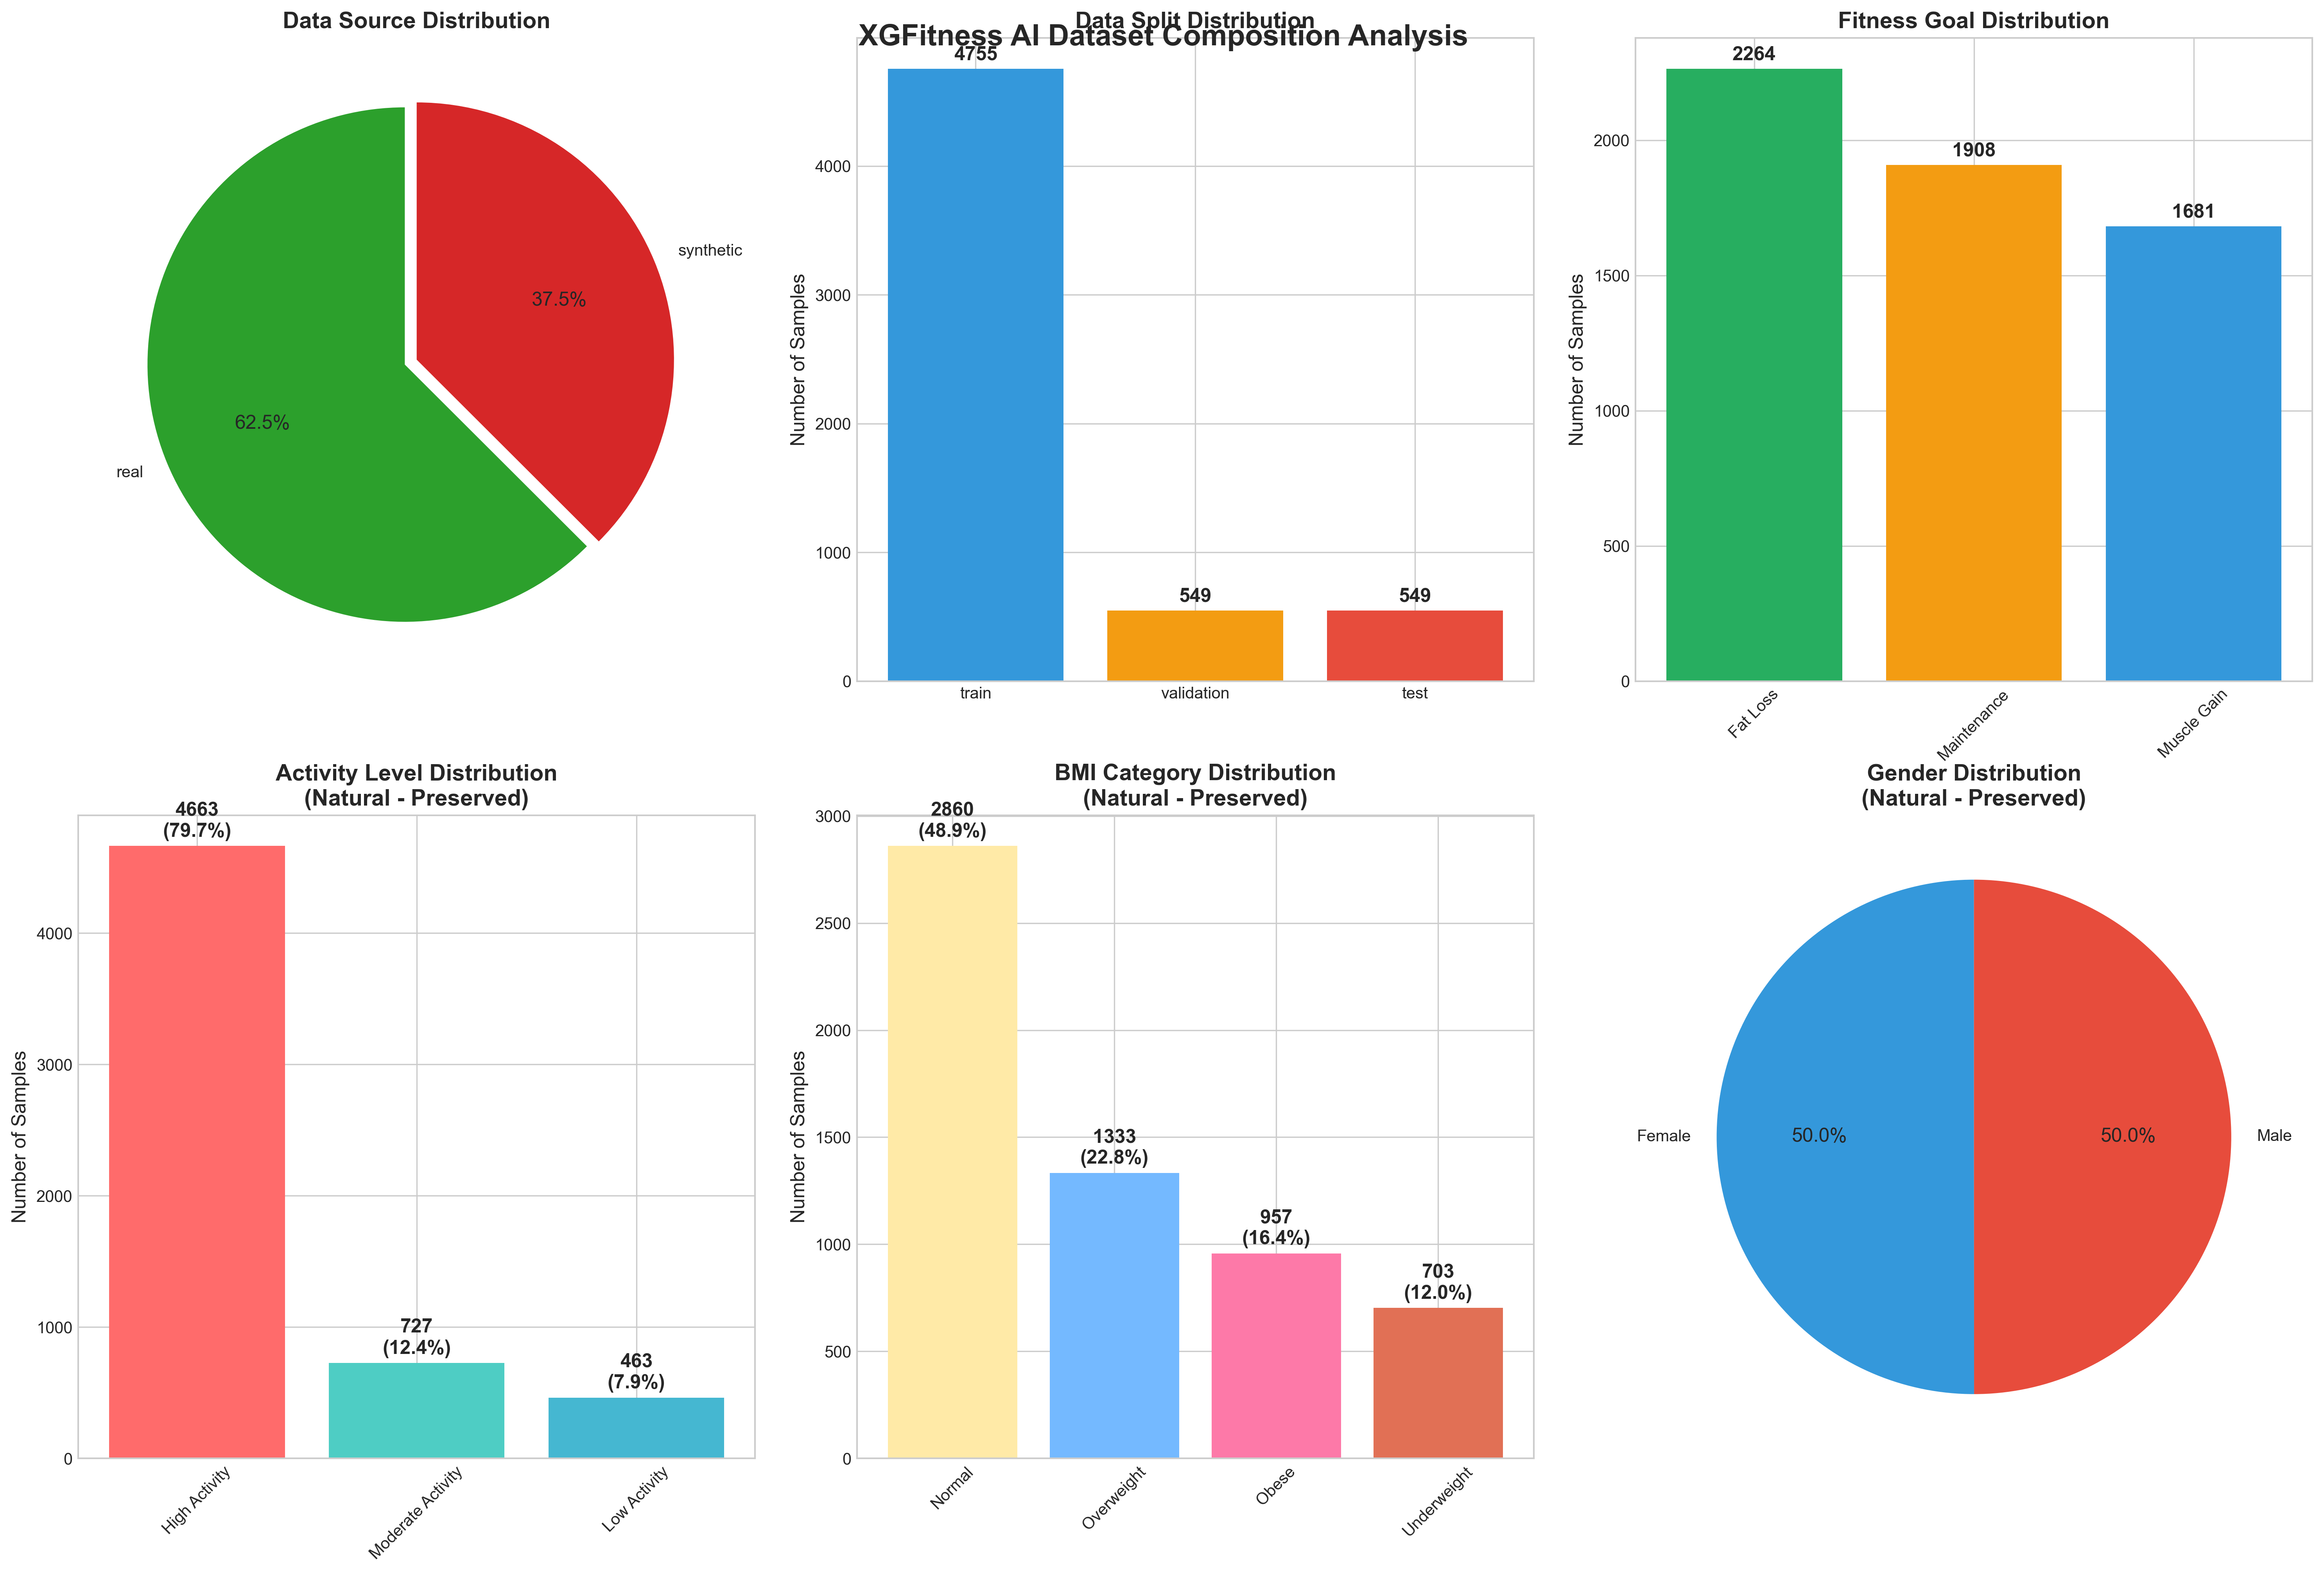 XGFitness AI Dataset Composition Analysis
Data Source Distribution
synthetic
37.5%
62.5%
real
Data Split Distribution
Number of Samples
4000
3000
2000
1000
0
4755
549
549
train
validation
test
Fitness Goal Distribution
Number of Samples
2000
1500
1000
500
0
2264
1908
1681
Fat Loss
Maintenance
Muscle Gain
Activity Level Distribution
(Natural - Preserved)
Number of Samples
4000
3000
2000
1000
0
4663
(79.7%)
727
(12.4%)
463
(7.9%)
High Activity
Moderate Activity
Low Activity
BMI Category Distribution
(Natural - Preserved)
Number of Samples
3000
2500
2000
1500
1000
500
0
2860
(48.9%)
1333
(22.8%)
957
(16.4%)
703
(12.0%)
Normal
Overweight
Obese
Underweight
Gender Distribution
(Natural - Preserved)
Female
50.0%
50.0%
Male